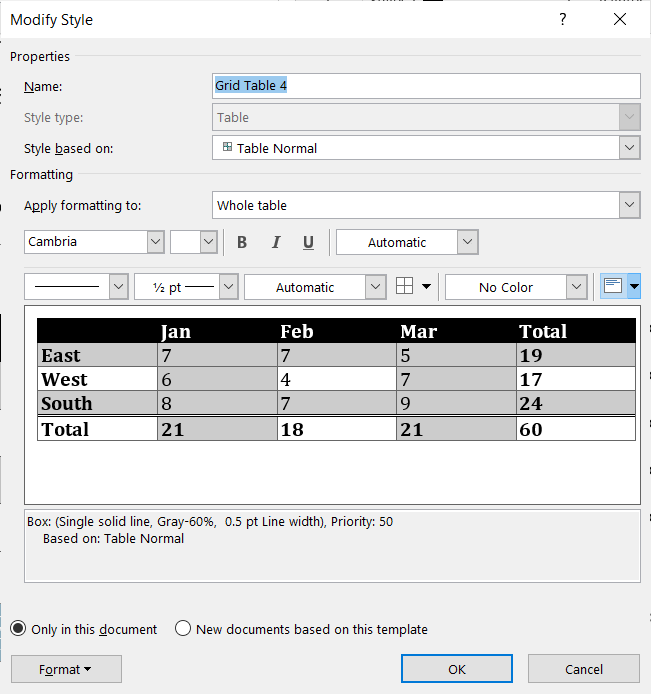 Modify Style ?
Properties
Name: Grid Table 4
Style type: Table
Style based on: Table Normal
Formatting
Apply formatting to: Whole table
Cambria B I U Automatic
½ pt Automatic No Color
Jan Feb Mar Total
East 7 7 5 19
West 6 4 7 17
South 8 7 9 24
Total 21 18 21 60
Box: (Single solid line, Gray-60%,  0.5 pt Line width), Priority: 50
Based on: Table Normal
Only in this document New documents based on this template
Format OK Cancel